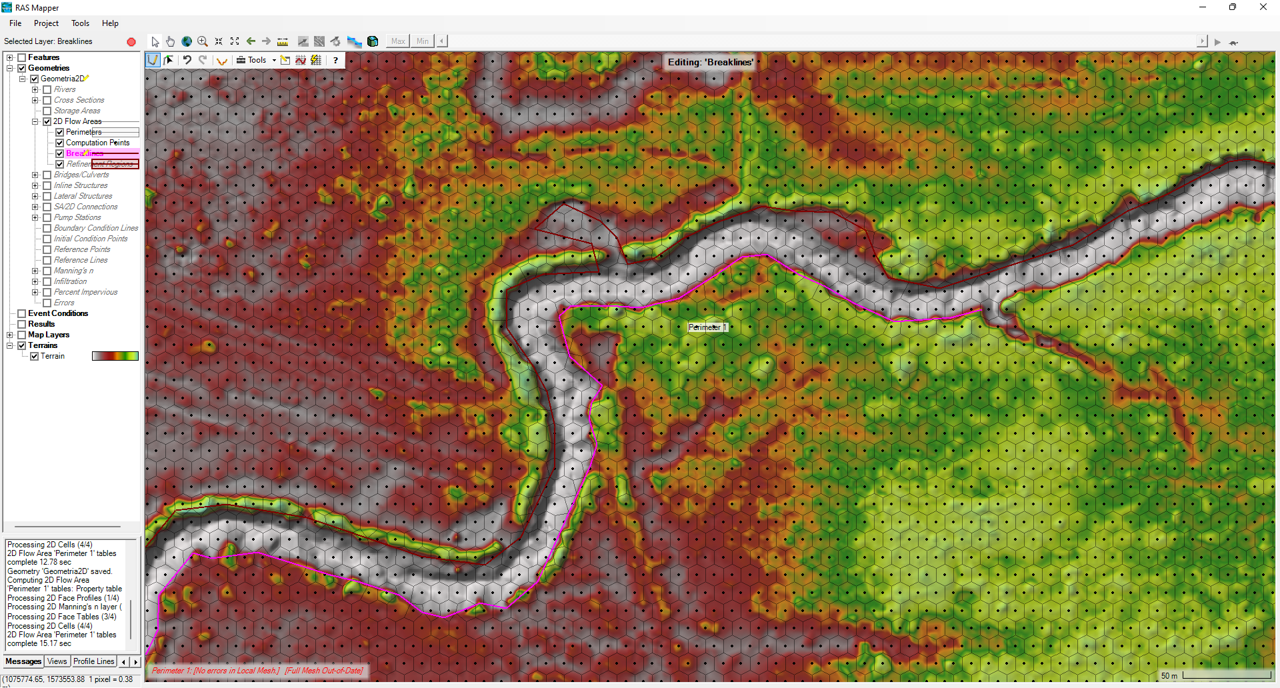 RAS Mapper
File Project Tools Help
Selected Layer: Breaklines
Max Min
Features
Geometries
Geometria2D
Rivers
Cross Sections
Storage Areas
2D Flow Areas
Perimeters
Computation Points
Breaklines
Refinement Regions
Bridges/Culverts
Inline Structures
Lateral Structures
SA/2D Connections
Pump Stations
Boundary Condition Lines
Initial Condition Points
Reference Points
Reference Lines
Manning's n
Infiltration
Percent Impervious
Errors
Event Conditions
Results
Map Layers
Terrains
Terrain
Tools
?
Editing: 'Breaklines'
Perimeter 1
Processing 2D Cells (4/4)
2D Flow Area 'Perimeter 1' tables
complete 12.78 sec
Geometry 'Geometria2D' saved.
Computing 2D Flow Area
'Perimeter 1' tables: Property table
Processing 2D Face Profiles (1/4)
Processing 2D Manning's n layer (
Processing 2D Face Tables (3/4)
Processing 2D Cells (4/4)
2D Flow Area 'Perimeter 1' tables
complete 15.17 sec
Messages Views Profile Lines
(1075774.65, 1573553.88 1 pixel = 0.38
Perimeter 1: [No errors in Local Mesh.] [Full Mesh Out-of-Date]
50 m